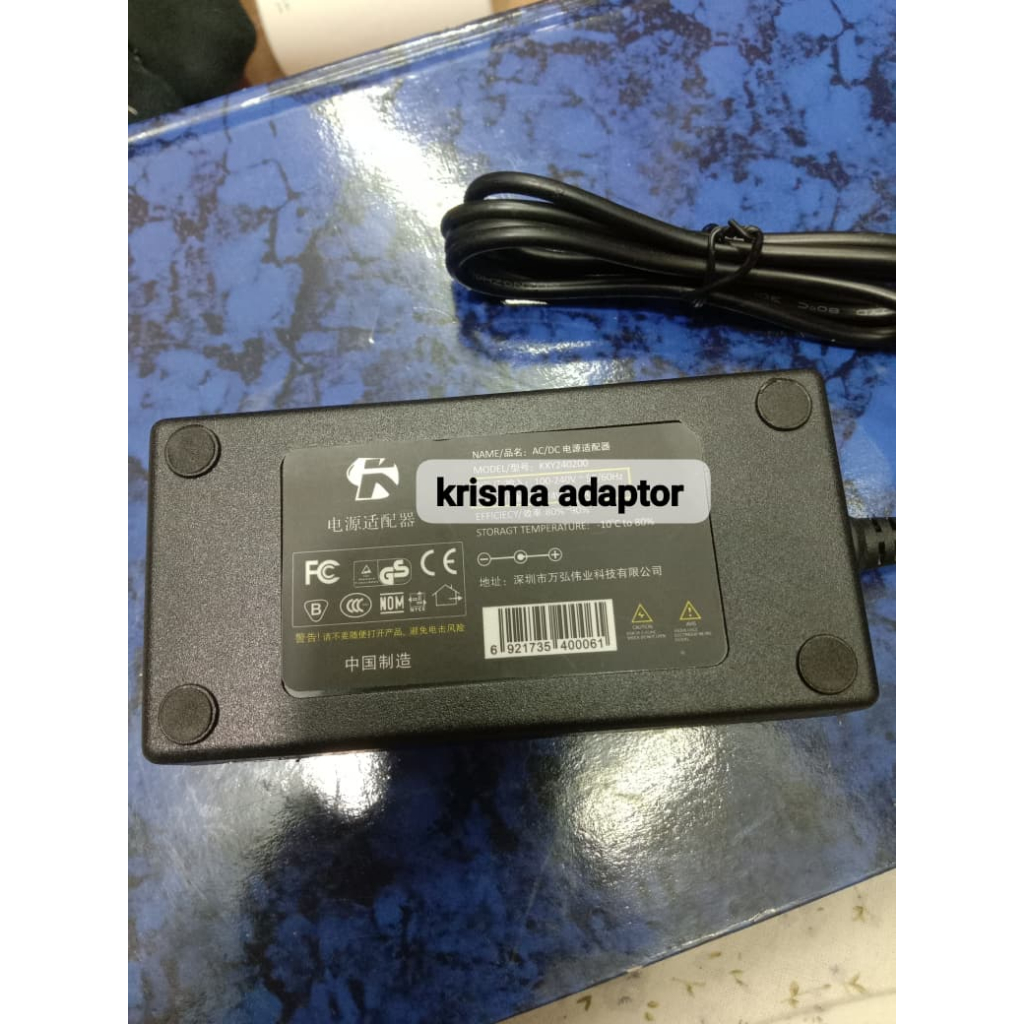 NAME/品名: AC/DC 电源适配器
MODEL/型号: KXY240200
100-240V
krisma adaptor
EFFICIECY/效率:80%-90%
STORAGT TEMPERATURE: -10℃ to 80%
电源适配器
FC
GS
CE
B
CCC
NOM
地址: 深圳市万弘伟业科技有限公司
警告!请不要随便打开产品, 避免电击风险
中国制造
6 921735 400061
CAUTION